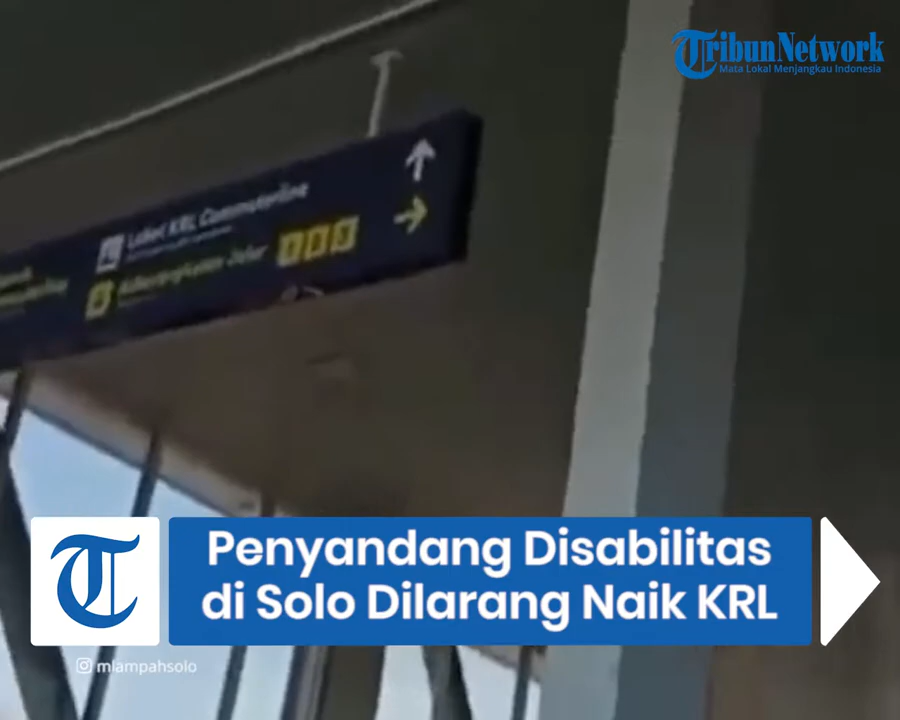 TribunNetwork
Mata Lokal Menjangkau Indonesia
Loket KRL Commuterline
Keberangkatan Jalur
Penyandang Disabilitas
di Solo Dilarang Naik KRL
mlampahsolo